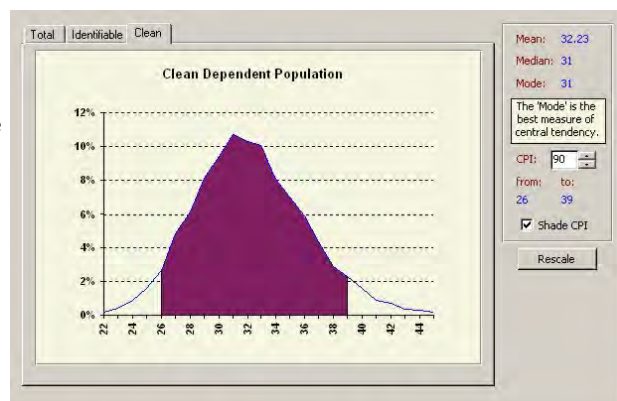 Total Identifiable Clean
Clean Dependent Population
12%
10%
8%
6%
4%
2%
0%
22 24 26 28 30 32 34 36 38 40 42 44
Mean: 32.23
Median: 31
Mode: 31
The 'Mode' is the
best measure of
central tendency.
CPI: 90
from: to:
26 39
Shade CPI
Rescale